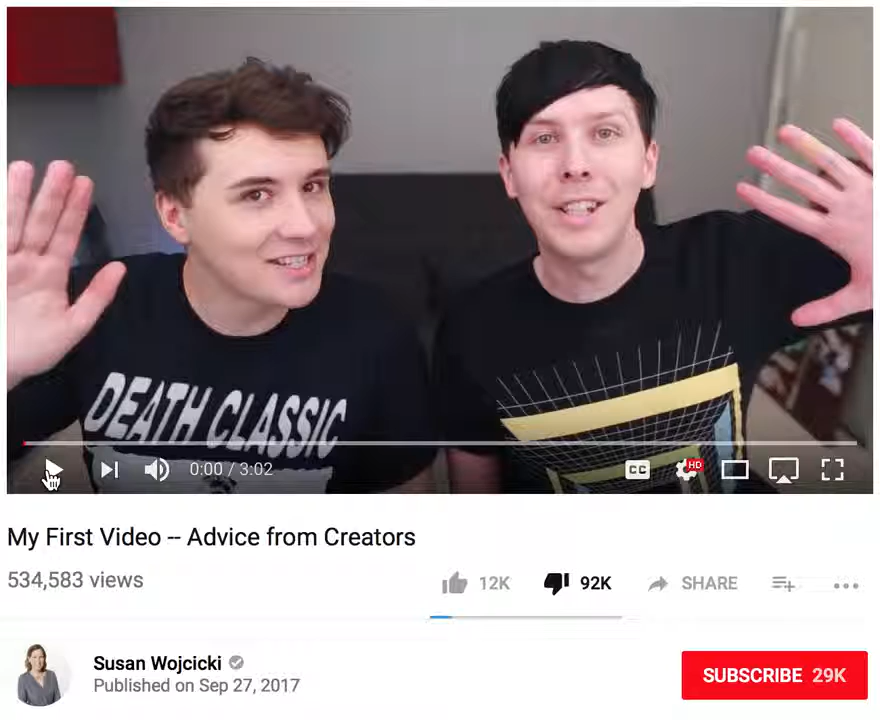 DEATH CLASSIC
0:00 / 3:02
CC
HD
My First Video -- Advice from Creators
534,583 views
12K
92K
SHARE
Susan Wojcicki
Published on Sep 27, 2017
SUBSCRIBE 29K